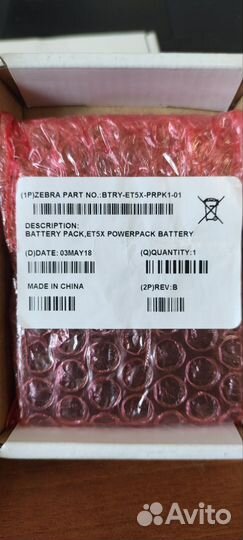 (1P)ZEBRA PART NO.:BTRY-ET5X-PRPK1-01
DESCRIPTION:
BATTERY PACK,ET5X POWERPACK BATTERY
(D)DATE: 03MAY18 (Q)QUANTITY:1
MADE IN CHINA (2P)REV:B
Avito